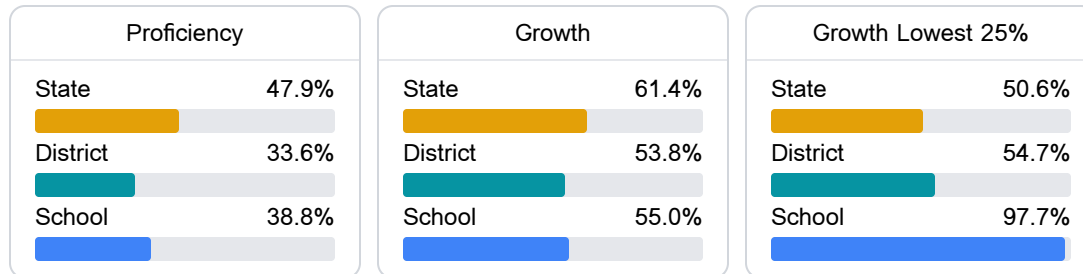 Proficiency
State 47.9%
District 33.6%
School 38.8%
Growth
State 61.4%
District 53.8%
School 55.0%
Growth Lowest 25%
State 50.6%
District 54.7%
School 97.7%